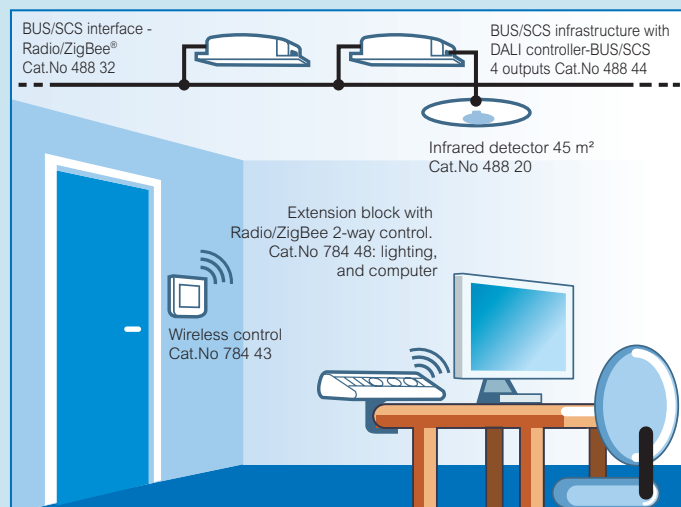 BUS/SCS interface -
Radio/ZigBee®
Cat.No 488 32
BUS/SCS infrastructure with
DALI controller-BUS/SCS
4 outputs Cat.No 488 44
Infrared detector 45 m²
Cat.No 488 20
Extension block with
Radio/ZigBee 2-way control.
Cat.No 784 48: lighting,
and computer
Wireless control
Cat.No 784 43